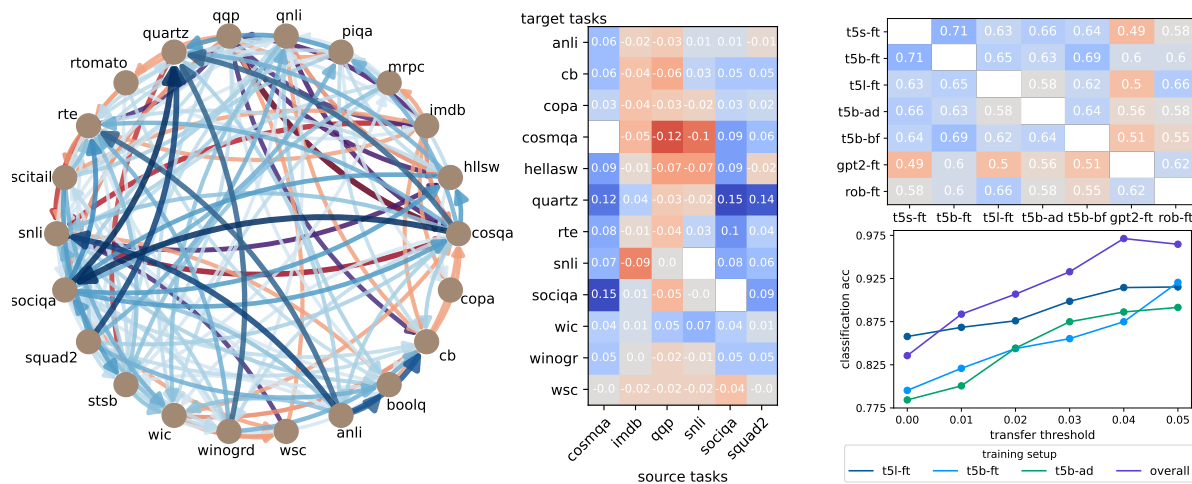 qqp
qnli
quartz
piqa
rtomato
mrpc
rte
imdb
scitail
hllsw
snli
cosqa
sociqa
copa
squad2
cb
stsb
boolq
wic
anli
winogrd
wsc
target tasks
anli 0.06 -0.02 -0.03 0.01 0.01 -0.01
cb 0.06 -0.04 -0.06 0.03 0.05 0.05
copa 0.03 -0.04 -0.03 -0.02 0.03 0.02
cosmqa -0.05 -0.12 -0.1 0.09 0.06
hellasw 0.09 -0.01 -0.07 -0.07 0.09 -0.02
quartz 0.12 0.04 -0.03 -0.02 0.15 0.14
rte 0.08 -0.01 -0.04 0.03 0.1 0.04
snli 0.07 -0.09 0.0 0.08 0.06
sociqa 0.15 0.01 -0.05 -0.0 0.09
wic 0.04 0.01 0.05 0.07 0.04 0.01
winogr 0.05 0.0 -0.02 -0.01 0.05 0.05
wsc -0.0 -0.02 -0.02 -0.02 -0.04 -0.0
cosmqa imdb qqp snli sociqa squad2
source tasks
t5s-ft 0.71 0.63 0.66 0.64 0.49 0.58
t5b-ft 0.71 0.65 0.63 0.69 0.6 0.6
t5l-ft 0.63 0.65 0.58 0.62 0.5 0.66
t5b-ad 0.66 0.63 0.58 0.64 0.56 0.58
t5b-bf 0.64 0.69 0.62 0.64 0.51 0.55
gpt2-ft 0.49 0.6 0.5 0.56 0.51 0.62
rob-ft 0.58 0.6 0.66 0.58 0.55 0.62
t5s-ft t5b-ft t5l-ft t5b-ad t5b-bf gpt2-ft rob-ft
classification acc
0.975
0.925
0.875
0.825
0.775
0.00 0.01 0.02 0.03 0.04 0.05
transfer threshold
training setup
t5l-ft t5b-ft t5b-ad overall